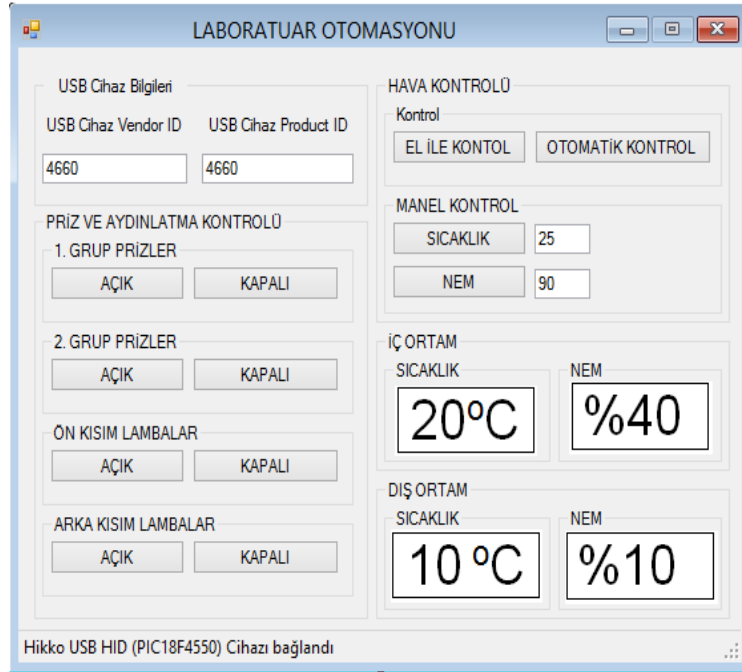 LABORATUAR OTOMASYONU
USB Cihaz Bilgileri
USB Cihaz Vendor ID USB Cihaz Product ID
4660 4660
PRİZ VE AYDINLATMA KONTROLÜ
1. GRUP PRİZLER
AÇIK KAPALI
2. GRUP PRİZLER
AÇIK KAPALI
ÖN KISIM LAMBALAR
AÇIK KAPALI
ARKA KISIM LAMBALAR
AÇIK KAPALI
HAVA KONTROLÜ
Kontrol
EL İLE KONTOL OTOMATİK KONTROL
MANEL KONTROL
SICAKLIK 25
NEM 90
İÇ ORTAM
SICAKLIK NEM
20ºC %40
DIŞ ORTAM
SICAKLIK NEM
10 ºC %10
Hikko USB HID (PIC18F4550) Cihazı bağlandı